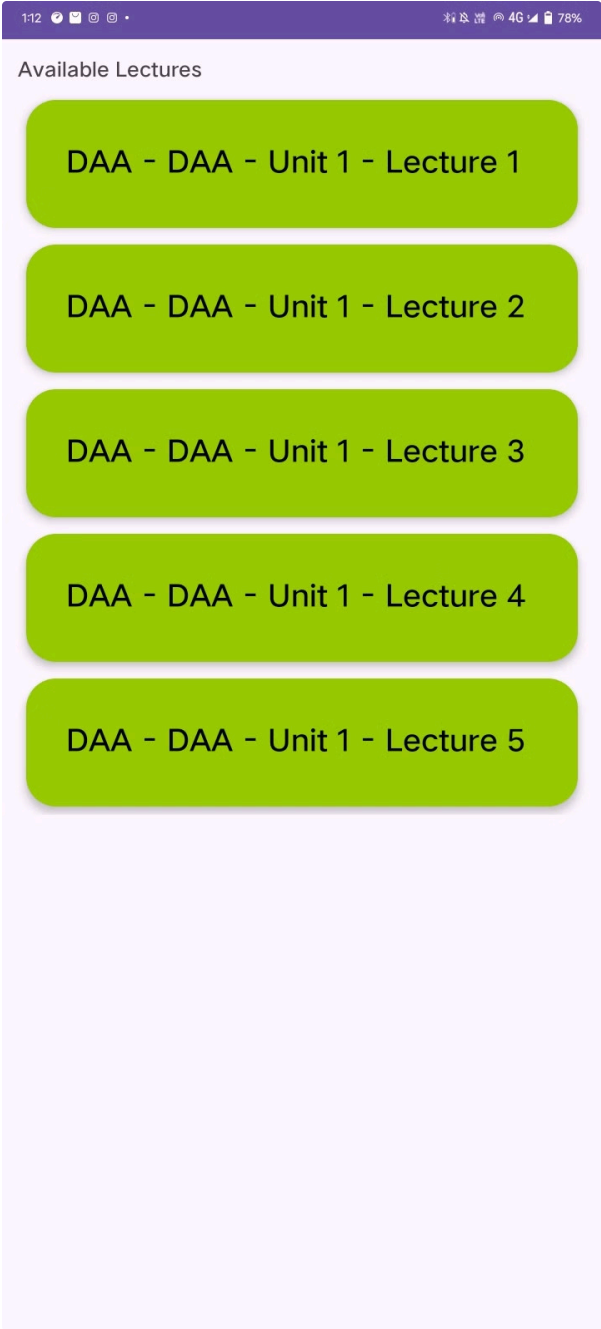 1:12
4G 78%
Available Lectures
DAA - DAA - Unit 1 - Lecture 1
DAA - DAA - Unit 1 - Lecture 2
DAA - DAA - Unit 1 - Lecture 3
DAA - DAA - Unit 1 - Lecture 4
DAA - DAA - Unit 1 - Lecture 5